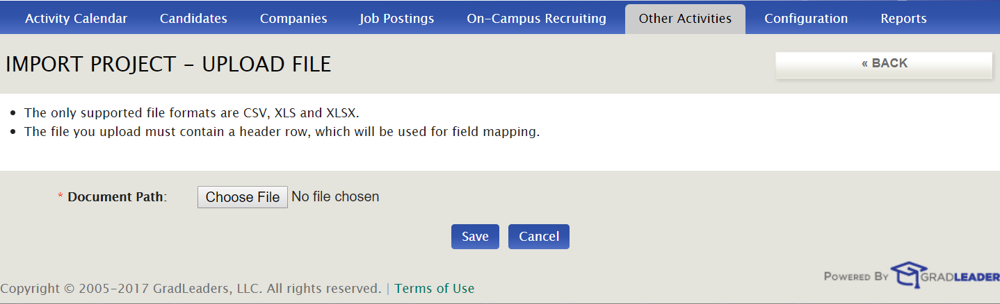 Activity Calendar Candidates Companies Job Postings On-Campus Recruiting Other Activities Configuration Reports
IMPORT PROJECT - UPLOAD FILE
« BACK
• The only supported file formats are CSV, XLS and XLSX.
• The file you upload must contain a header row, which will be used for field mapping.
* Document Path: Choose File No file chosen
Save Cancel
POWERED BY GRADLEADER
Copyright © 2005-2017 GradLeaders, LLC. All rights reserved. | Terms of Use